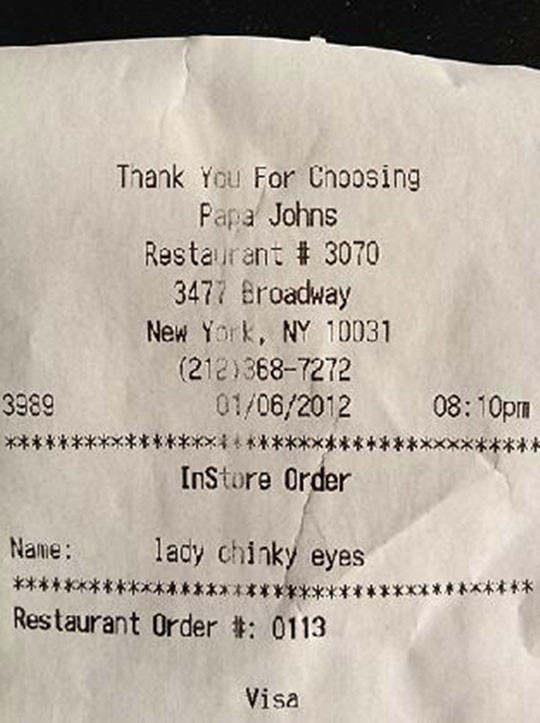 Thank You For Choosing
Papa Johns
Restaurant # 3070
3477 Broadway
New York, NY 10031
(212)368-7272
3989 01/06/2012 08:10pm
******************************************
InStore Order
Name: lady chinky eyes
******************************************
Restaurant Order #: 0113
Visa